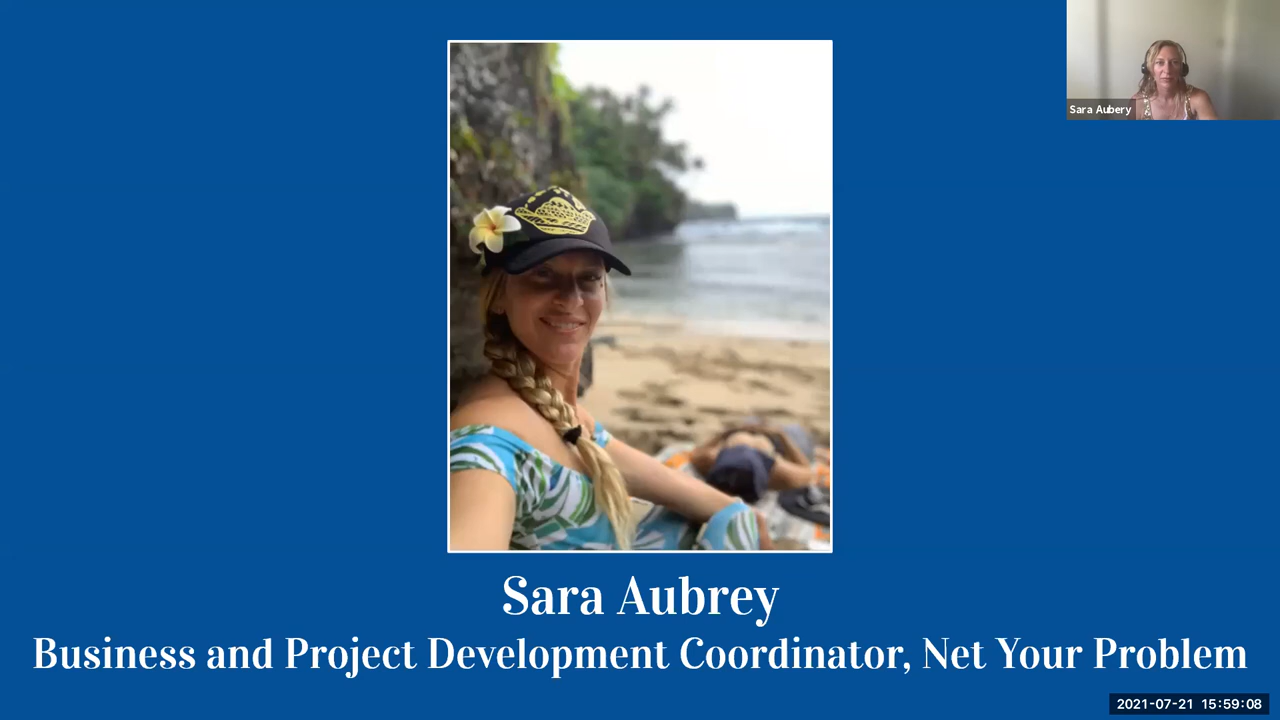 Sara Aubery
Sara Aubrey
Business and Project Development Coordinator, Net Your Problem
2021-07-21 15:59:08